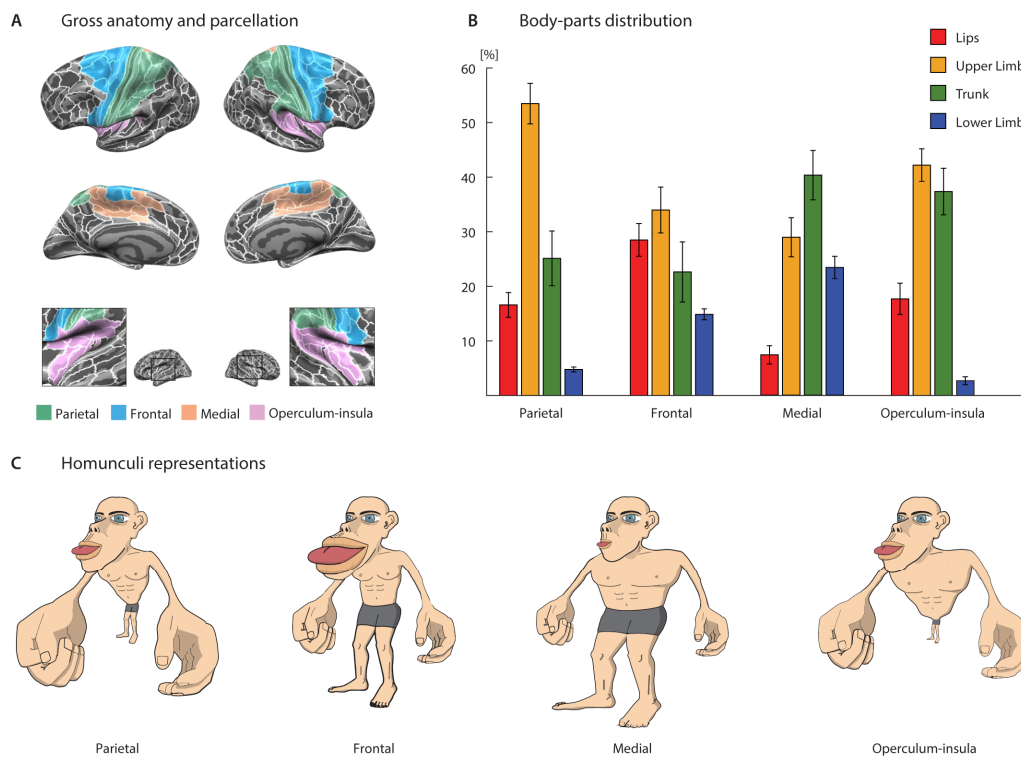 A Gross anatomy and parcellation
Parietal Frontal Medial Operculum-insula
B Body-parts distribution
[%]
60
50
40
30
20
10
Lips
Upper Limb
Trunk
Lower Limb
Parietal Frontal Medial Operculum-insula
C Homunculi representations
Parietal Frontal Medial Operculum-insula